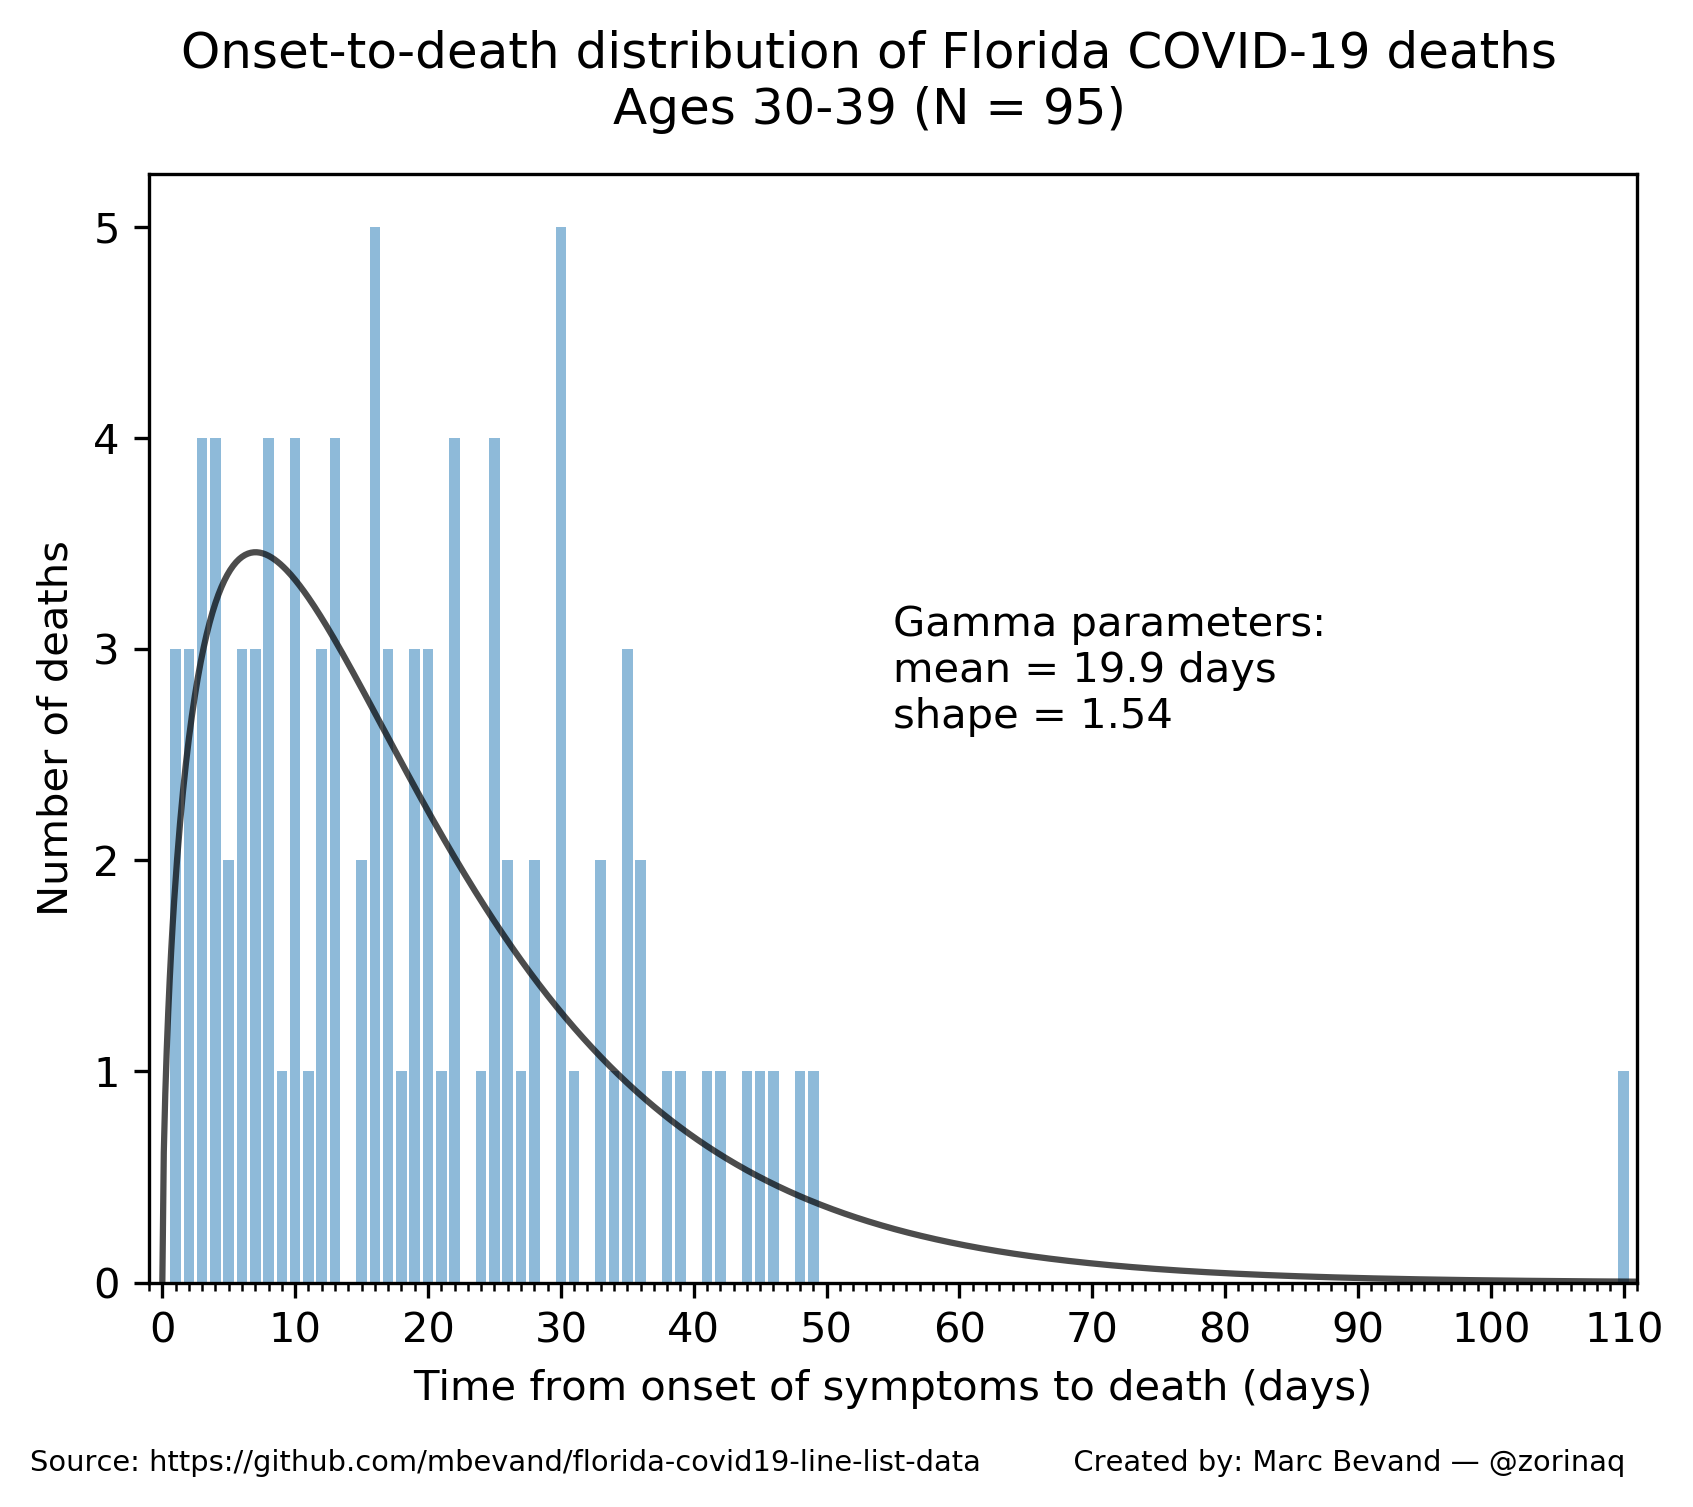 Onset-to-death distribution of Florida COVID-19 deaths
Ages 30-39 (N = 95)
5
4
3
2
1
0
Number of deaths
Gamma parameters:
mean = 19.9 days
shape = 1.54
0 10 20 30 40 50 60 70 80 90 100 110
Time from onset of symptoms to death (days)
Source: https://github.com/mbevand/florida-covid19-line-list-data Created by: Marc Bevand — @zorinaq